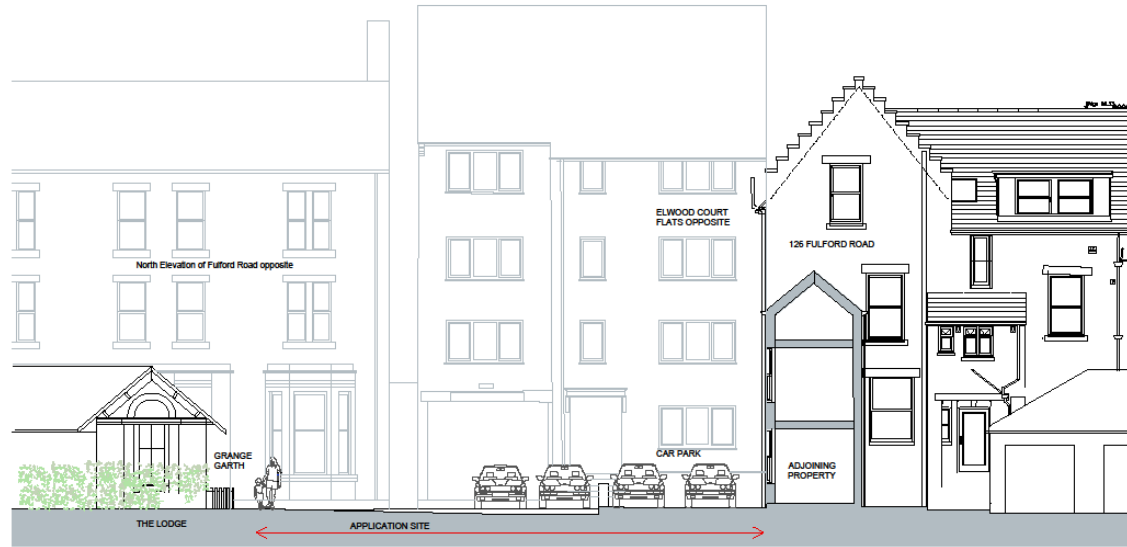 ELWOOD COURT
FLATS OPPOSITE
126 FULFORD ROAD
North Elevation of Fulford Road opposite
GRANGE
GARTH
CAR PARK
ADJOINING
PROPERTY
THE LODGE
APPLICATION SITE